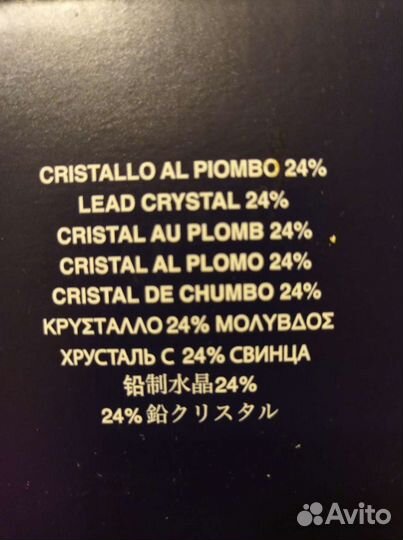 CRISTALLO AL PIOMBO 24%
LEAD CRYSTAL 24%
CRISTAL AU PLOMB 24%
CRISTAL AL PLOMO 24%
CRISTAL DE CHUMBO 24%
ΚΡΥΣΤΑΛΛΟ 24% ΜΟΛΥΒΔΟΣ
ХРУСТАЛЬ С 24% СВИНЦА
铅制水晶24%
24% 鉛クリスタル
Avito